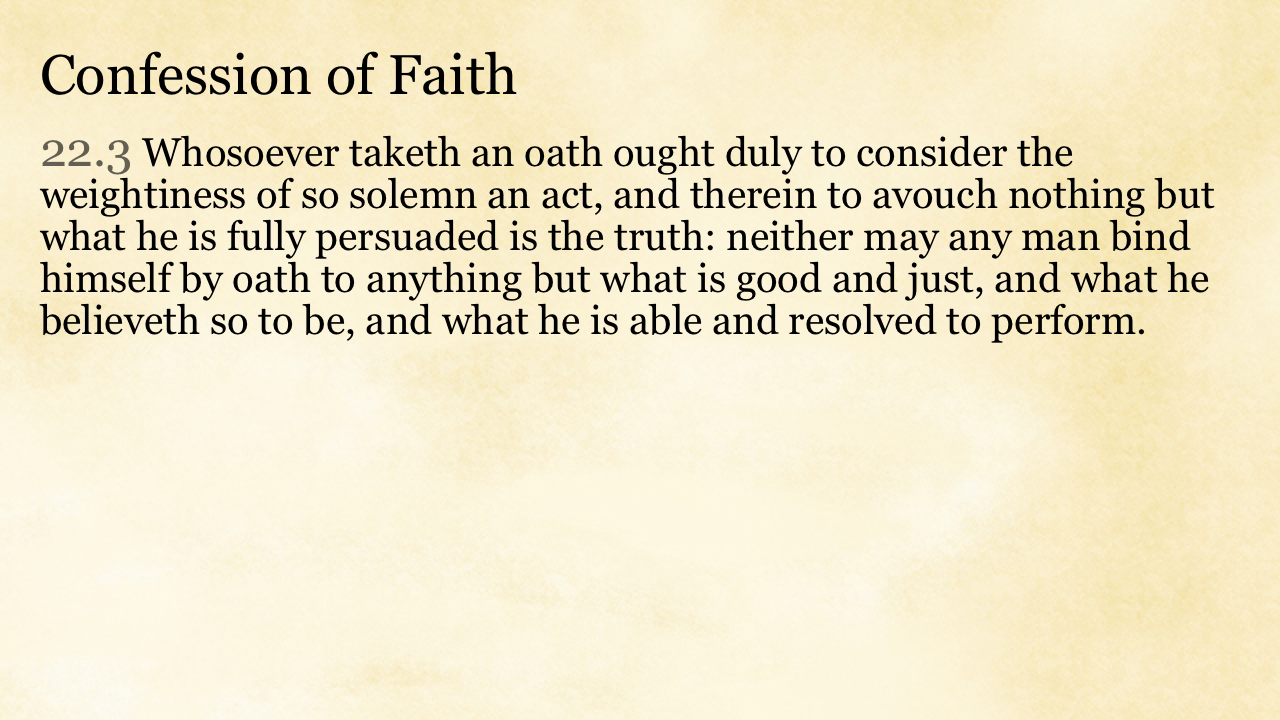 Confession of Faith
22.3 Whosoever taketh an oath ought duly to consider the
weightiness of so solemn an act, and therein to avouch nothing but
what he is fully persuaded is the truth: neither may any man bind
himself by oath to anything but what is good and just, and what he
believeth so to be, and what he is able and resolved to perform.